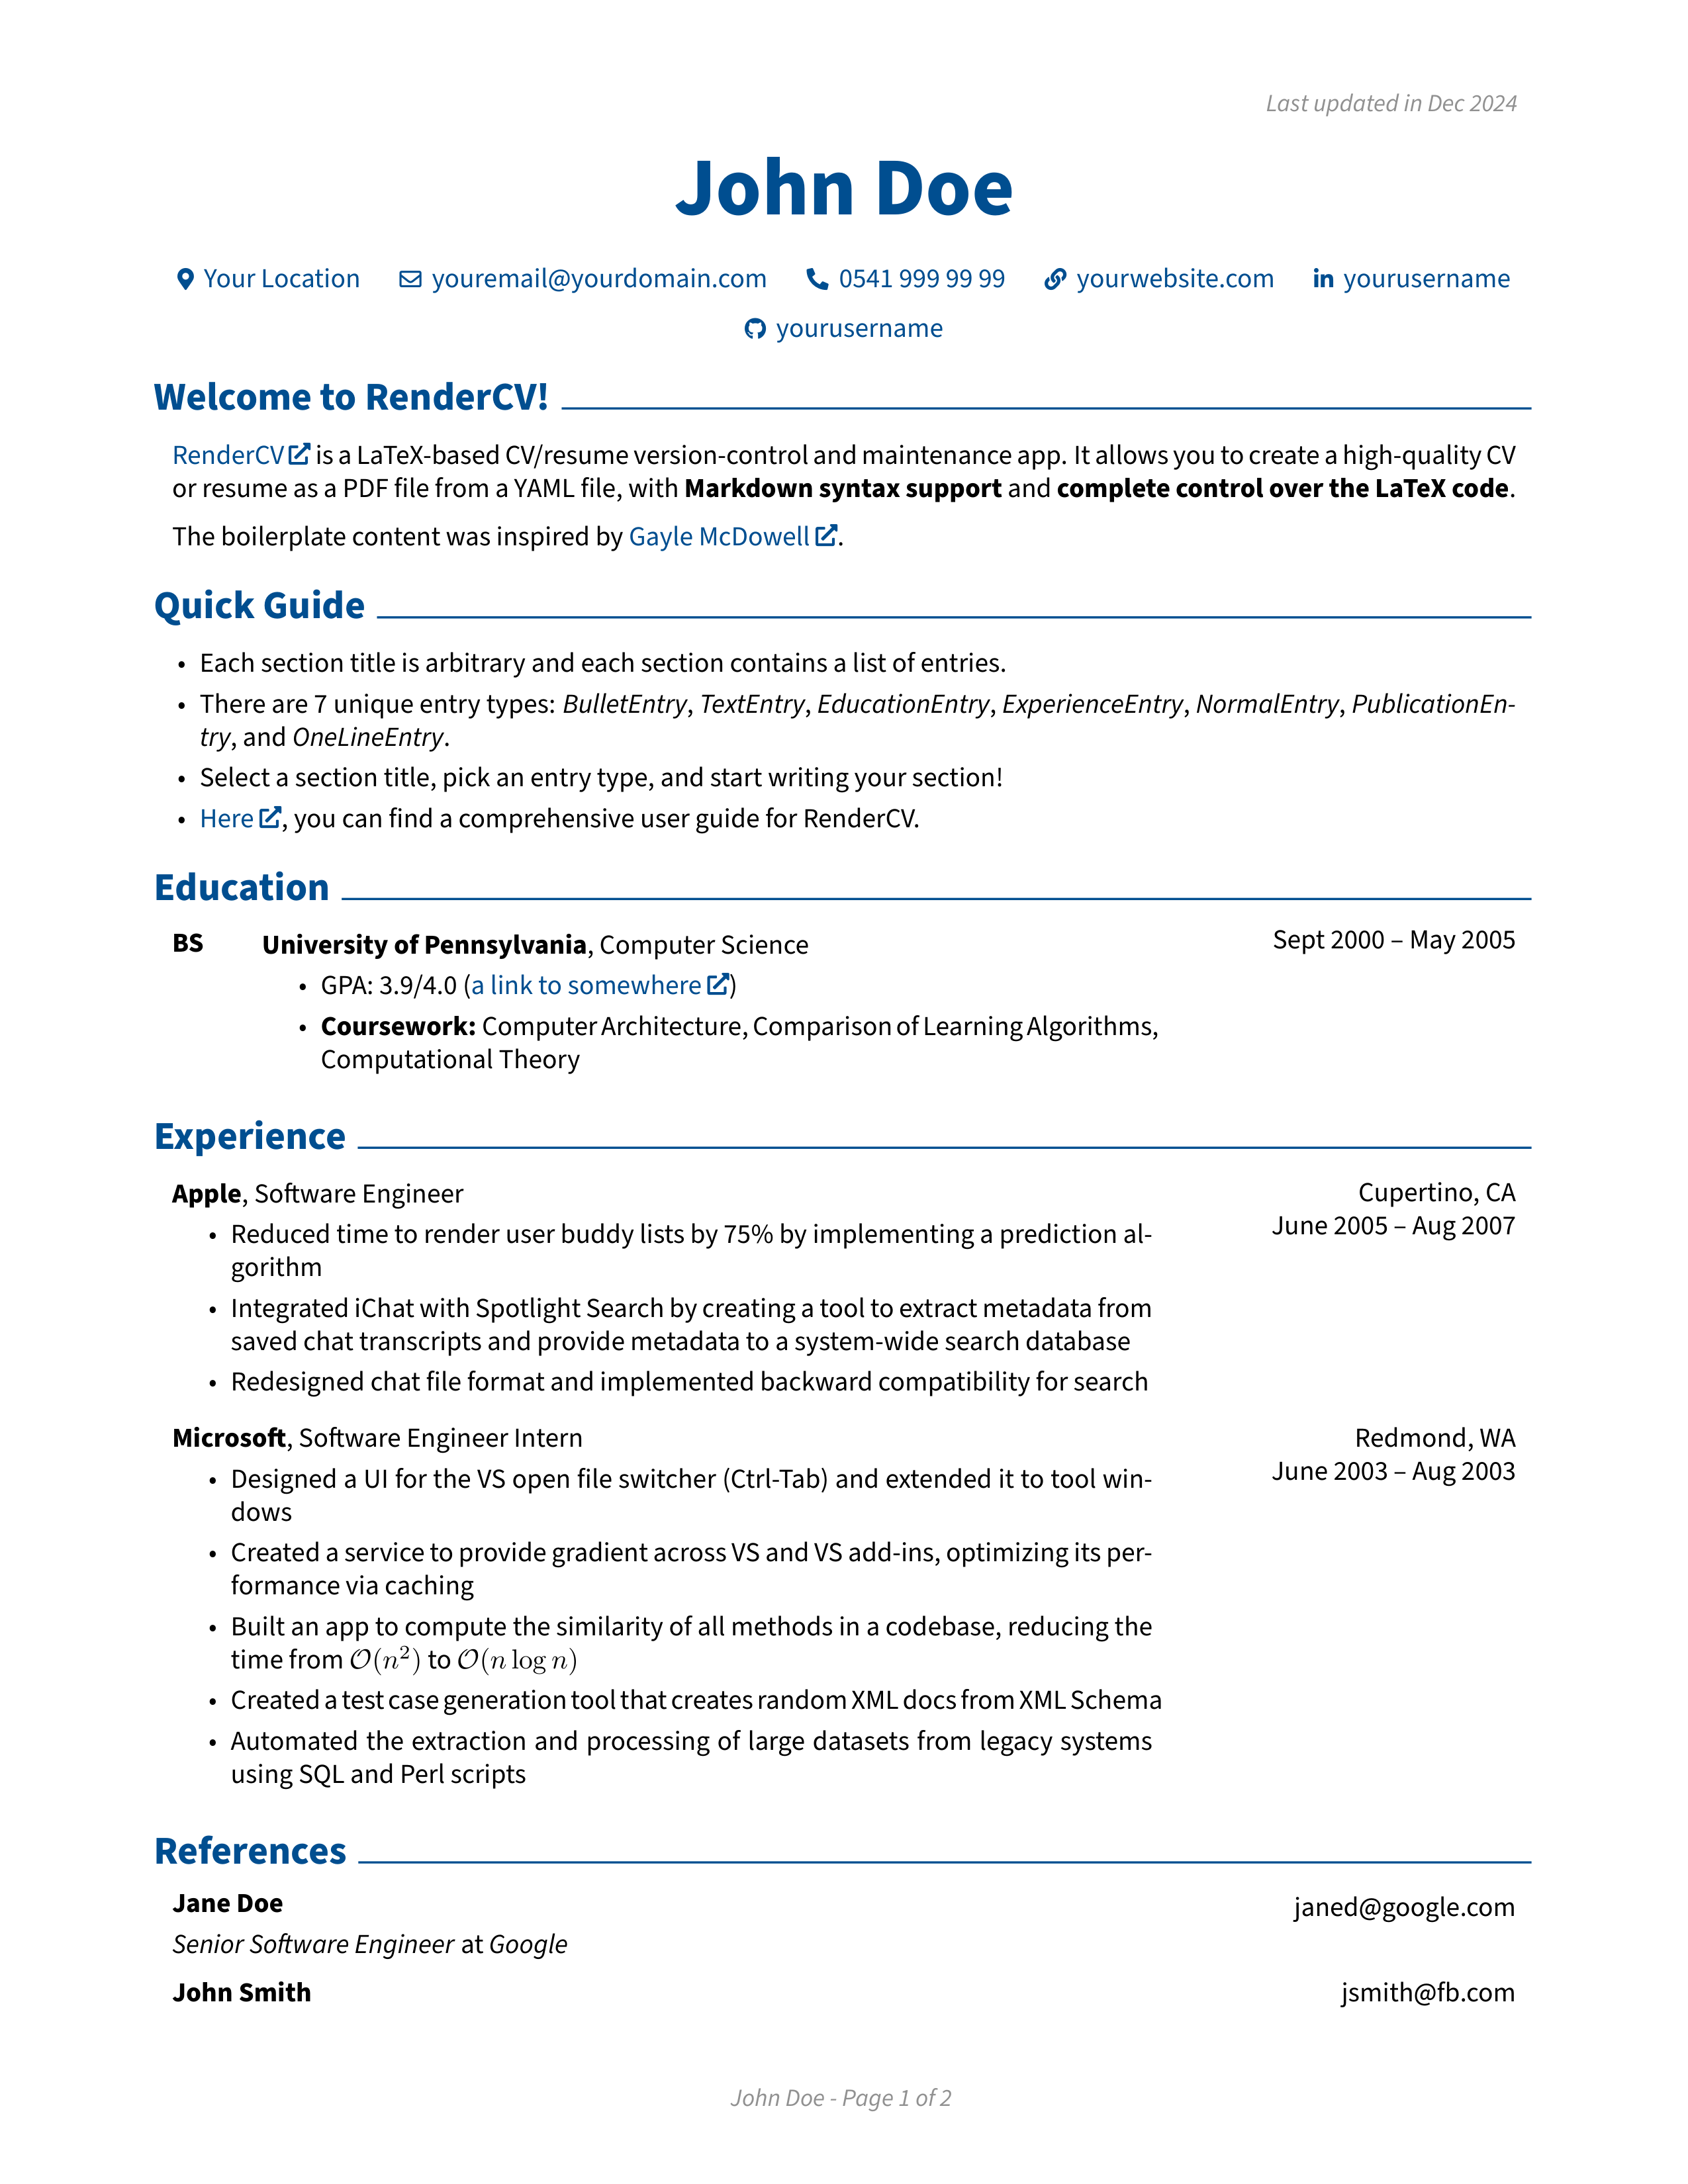 Last updated in Dec 2024
John Doe
Your Location youremail@yourdomain.com 0541 999 99 99 yourwebsite.com yourusername
yourusername
Welcome to RenderCV!
RenderCV is a LaTeX-based CV/resume version-control and maintenance app. It allows you to create a high-quality CV
or resume as a PDF file from a YAML file, with Markdown syntax support and complete control over the LaTeX code.
The boilerplate content was inspired by Gayle McDowell.
Quick Guide
• Each section title is arbitrary and each section contains a list of entries.
• There are 7 unique entry types: BulletEntry, TextEntry, EducationEntry, ExperienceEntry, NormalEntry, PublicationEn-
try, and OneLineEntry.
• Select a section title, pick an entry type, and start writing your section!
• Here, you can find a comprehensive user guide for RenderCV.
Education
BS University of Pennsylvania, Computer Science Sept 2000 – May 2005
• GPA: 3.9/4.0 (a link to somewhere)
• Coursework: Computer Architecture, Comparison of Learning Algorithms,
Computational Theory
Experience
Apple, Software Engineer Cupertino, CA
June 2005 – Aug 2007
• Reduced time to render user buddy lists by 75% by implementing a prediction al-
gorithm
• Integrated iChat with Spotlight Search by creating a tool to extract metadata from
saved chat transcripts and provide metadata to a system-wide search database
• Redesigned chat file format and implemented backward compatibility for search
Microsoft, Software Engineer Intern Redmond, WA
June 2003 – Aug 2003
• Designed a UI for the VS open file switcher (Ctrl-Tab) and extended it to tool win-
dows
• Created a service to provide gradient across VS and VS add-ins, optimizing its per-
formance via caching
• Built an app to compute the similarity of all methods in a codebase, reducing the
time from 𝒪(n²) to 𝒪(n log n)
• Created a test case generation tool that creates random XML docs from XML Schema
• Automated the extraction and processing of large datasets from legacy systems
using SQL and Perl scripts
References
Jane Doe janed@google.com
Senior Software Engineer at Google
John Smith jsmith@fb.com
John Doe - Page 1 of 2